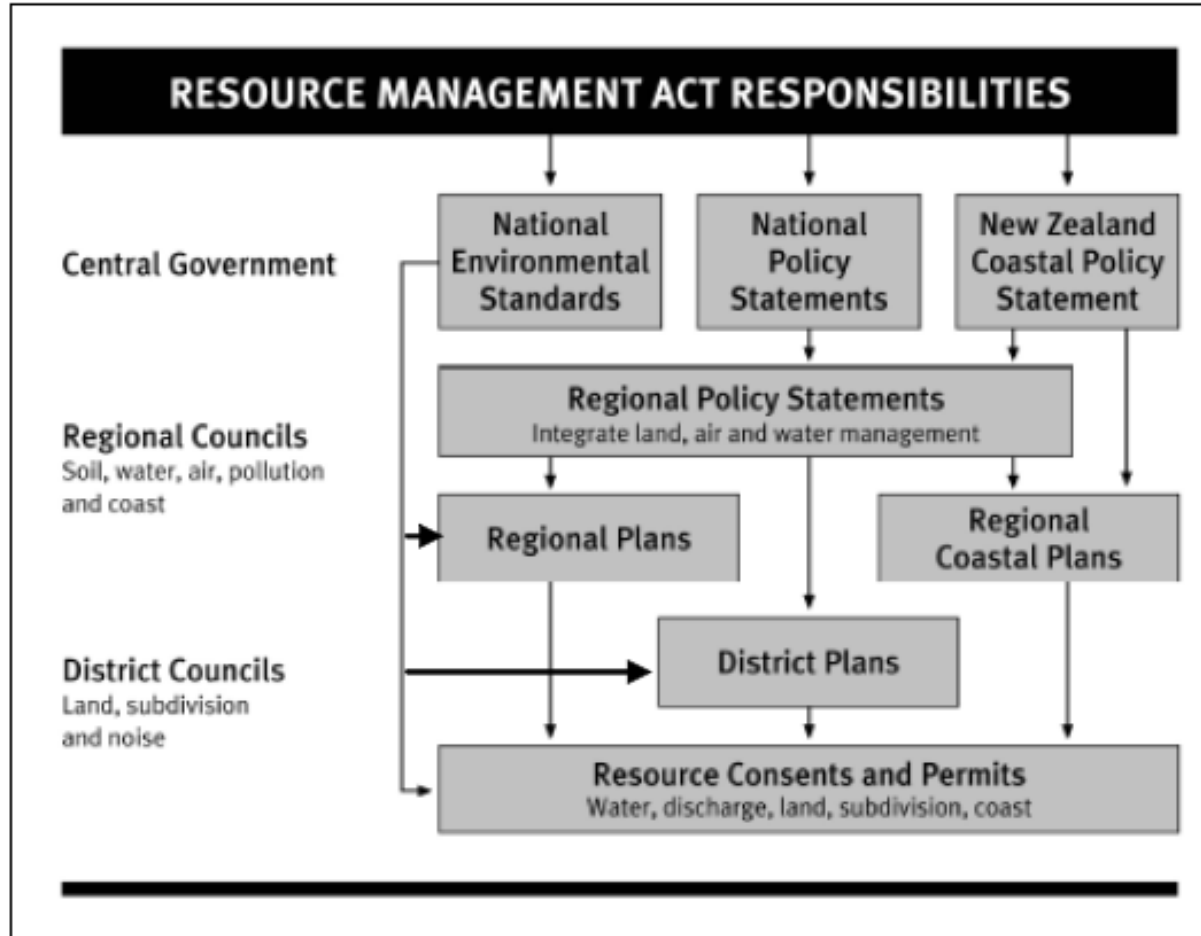 RESOURCE MANAGEMENT ACT RESPONSIBILITIES
Central Government
National
Environmental
Standards
National
Policy
Statements
New Zealand
Coastal Policy
Statement
Regional Councils
Soil, water, air, pollution
and coast
Regional Policy Statements
Integrate land, air and water management
Regional Plans
Regional
Coastal Plans
District Councils
Land, subdivision
and noise
District Plans
Resource Consents and Permits
Water, discharge, land, subdivision, coast